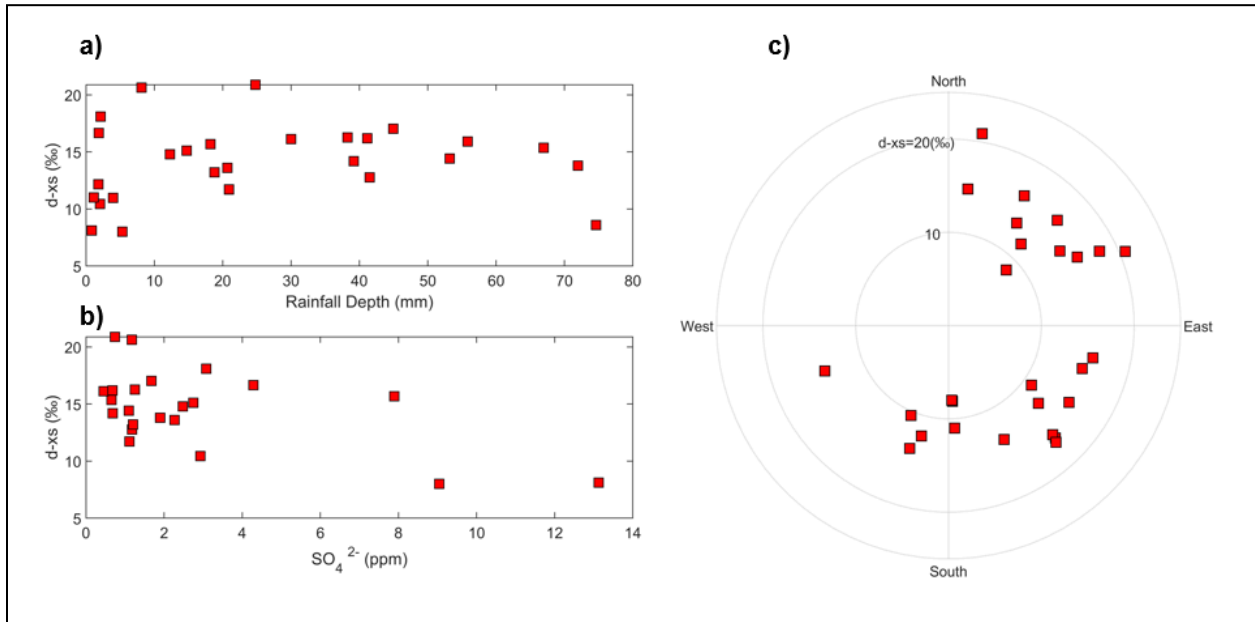 a)
20
15
10
5
d-xs (‰)
0 10 20 30 40 50 60 70 80
Rainfall Depth (mm)
b)
20
15
10
5
d-xs (‰)
0 2 4 6 8 10 12 14
SO₄ ²⁻ (ppm)
c)
North
d-xs=20(‰)
10
West
East
South